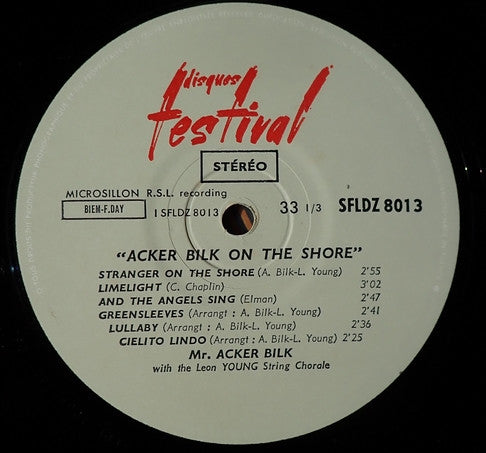 disques
festival
STÉRÉO
MICROSILLON R.S.L. recording
BIEM-F.DAY
1 SFLDZ 8013
33 1/3
SFLDZ 8013
"ACKER BILK ON THE SHORE"
STRANGER ON THE SHORE (A. Bilk-L. Young) 2'55
LIMELIGHT (C. Chaplin) 3'02
AND THE ANGELS SING (Elman) 2'47
GREENSLEEVES (Arrangt : A. Bilk-L. Young) 2'41
LULLABY (Arrangt : A. Bilk-L. Young) 2'36
CIELITO LINDO (Arrangt : A. Bilk-L. Young) 2'25
Mr. ACKER BILK
with the Leon YOUNG String Chorale